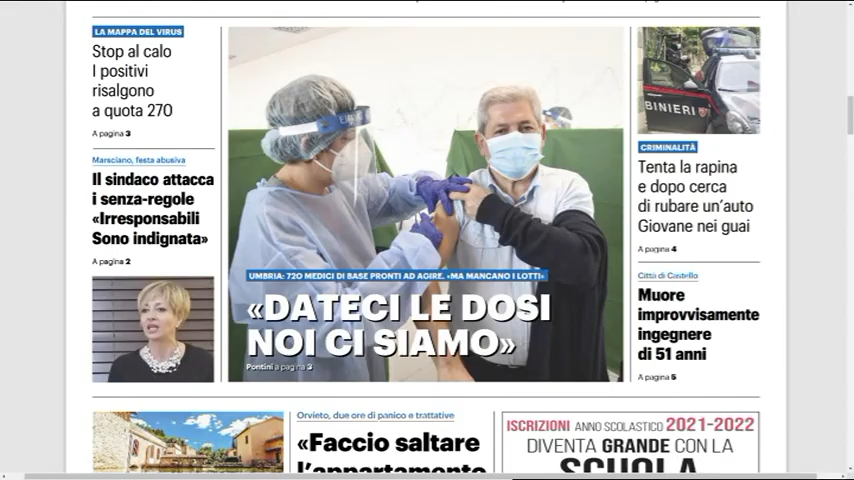 LA MAPPA DEL VIRUS
Stop al calo
I positivi
risalgono
a quota 270
A pagina 3
Marsciano, festa abusiva
Il sindaco attacca
i senza-regole
«Irresponsabili
Sono indignata»
A pagina 2
UMBRIA: 720 MEDICI DI BASE PRONTI AD AGIRE. «MA MANCANO I LOTTI»
«DATECI LE DOSI
NOI CI SIAMO»
Pontini a pagina 3
BINIERI
CRIMINALITÀ
Tenta la rapina
e dopo cerca
di rubare un'auto
Giovane nei guai
A pagina 4
Città di Castello
Muore
improvvisamente
ingegnere
di 51 anni
A pagina 5
Orvieto, due ore di panico e trattative
«Faccio saltare
l'appartamento
ISCRIZIONI ANNO SCOLASTICO 2021-2022
DIVENTA GRANDE CON LA
SCUOLA